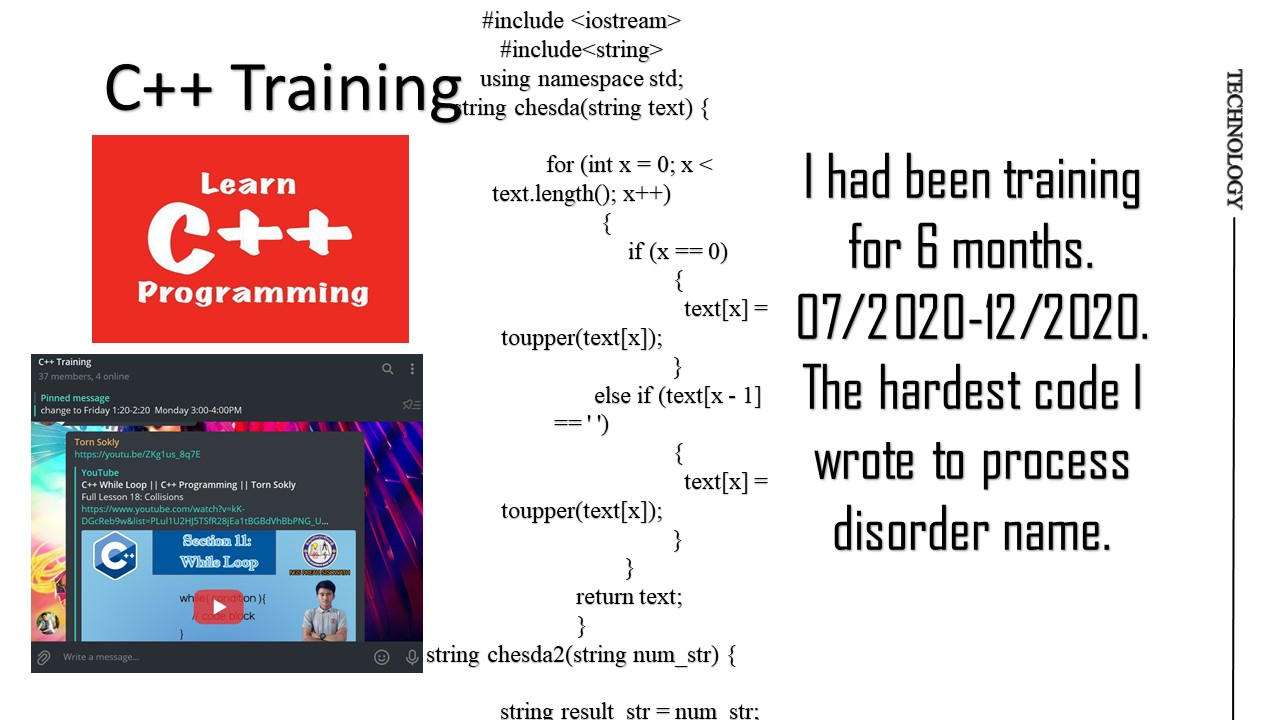 C++ Training
Learn
C++
Programming
C++ Training
37 members, 4 online
Pinned message
change to Friday 1:20-2:20 Monday 3:00-4:00PM
Torn Sokly
https://youtu.be/ZKg1us_8q7E
YouTube
C++ While Loop || C++ Programming || Torn Sokly
Full Lesson 18: Collisions
https://www.youtube.com/watch?v=kK-
DGcReb9w&list=PLul1U2HJ5TSfR28jEa1tBGBdVhBbPNG_U...
C++
Section 11:
While Loop
while( condition ){
// code block
}
Write a message...
#include <iostream>
#include<string>
using namespace std;
string chesda(string text) {
for (int x = 0; x <
text.length(); x++)
{
if (x == 0)
{
text[x] =
toupper(text[x]);
}
else if (text[x - 1]
== ' ')
{
text[x] =
toupper(text[x]);
}
}
return text;
}
string chesda2(string num_str) {
string result_str = num_str;
I had been training
for 6 months.
07/2020-12/2020.
The hardest code I
wrote to process
disorder name.
TECHNOLOGY